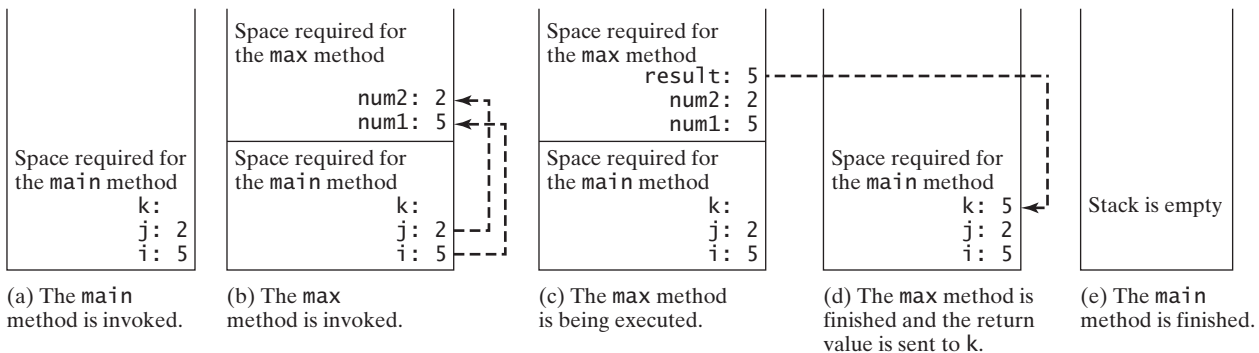 Space required for
the main method
k:
j: 2
i: 5
(a) The main
method is invoked.
Space required for
the max method
num2: 2
num1: 5
Space required for
the main method
k:
j: 2
i: 5
(b) The max
method is invoked.
Space required for
the max method
result: 5
num2: 2
num1: 5
Space required for
the main method
k:
j: 2
i: 5
(c) The max method
is being executed.
Space required for
the main method
k: 5
j: 2
i: 5
(d) The max method is
finished and the return
value is sent to k.
Stack is empty
(e) The main
method is finished.